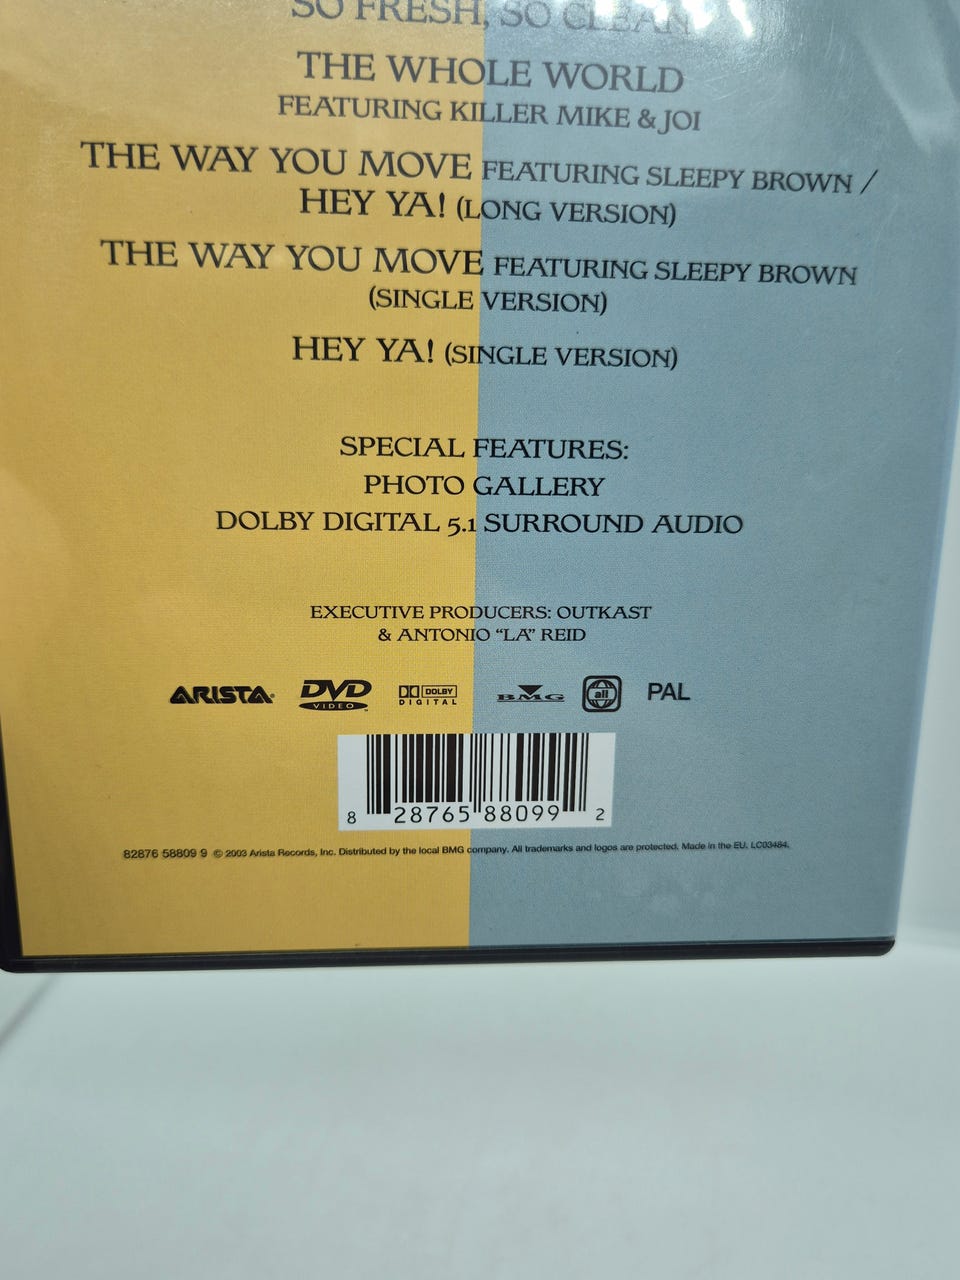 SO FRESH, SO CLEAN
THE WHOLE WORLD
FEATURING KILLER MIKE & JOI
THE WAY YOU MOVE FEATURING SLEEPY BROWN /
HEY YA! (LONG VERSION)
THE WAY YOU MOVE FEATURING SLEEPY BROWN
(SINGLE VERSION)
HEY YA! (SINGLE VERSION)
SPECIAL FEATURES:
PHOTO GALLERY
DOLBY DIGITAL 5.1 SURROUND AUDIO
EXECUTIVE PRODUCERS: OUTKAST
& ANTONIO "LA" REID
ARISTA® DVD VIDEO™ DOLBY DIGITAL BMG all PAL
8 28765 88099 2
82876 58809 9 © 2003 Arista Records, Inc. Distributed by the local BMG company. All trademarks and logos are protected. Made in the EU. LC03484.